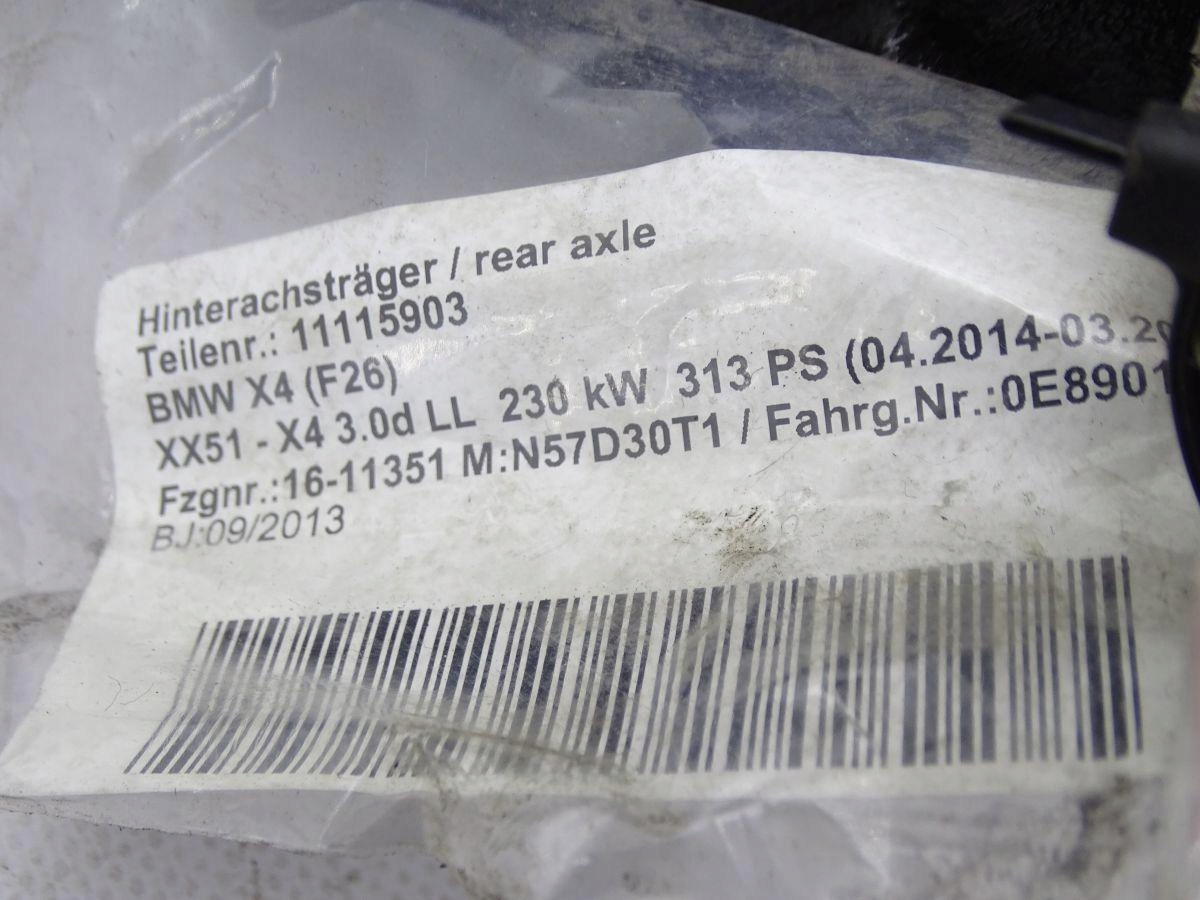 Hinterachsträger / rear axle
Teilenr.: 11115903
BMW X4 (F26)
XX51 - X4 3.0d LL 230 kW 313 PS (04.2014-03.20
Fzgnr.:16-11351 M:N57D30T1 / Fahrg.Nr.:0E8901
BJ:09/2013